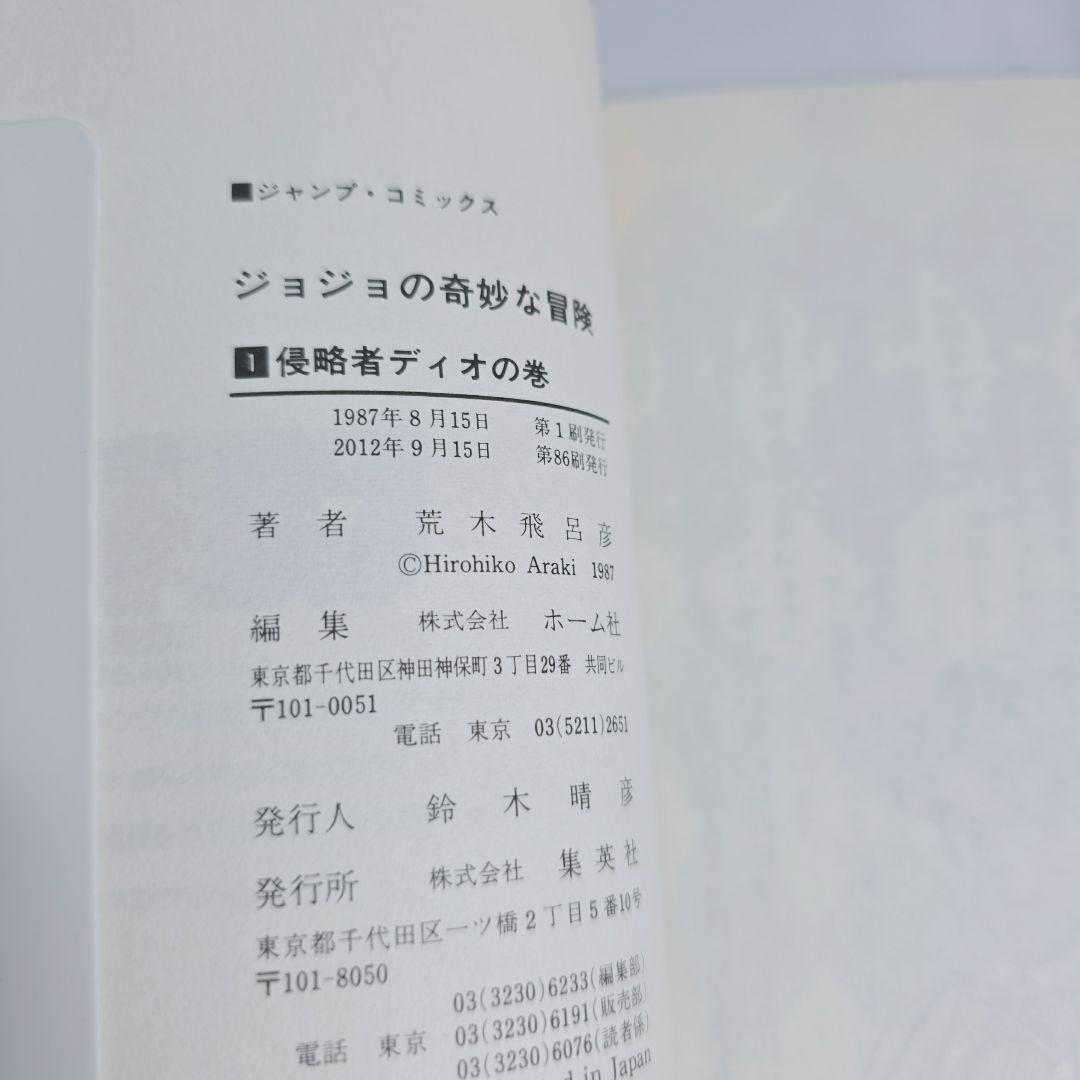 ■ジャンプ・コミックス
ジョジョの奇妙な冒険
1侵略者ディオの巻
1987年8月15日 第1刷発行
2012年9月15日 第86刷発行
著者 荒木飛呂彦
©Hirohiko Araki 1987
編集 株式会社 ホーム社
東京都千代田区神田神保町3丁目29番 共同ビル
〒101-0051
電話 東京 03(5211)2651
発行人 鈴木晴彦
発行所 株式会社 集英社
東京都千代田区一ツ橋2丁目5番10号
〒101-8050
03(3230)6233(編集部)
電話 東京 03(3230)6191(販売部)
03(3230)6076(読者係)
in Japan